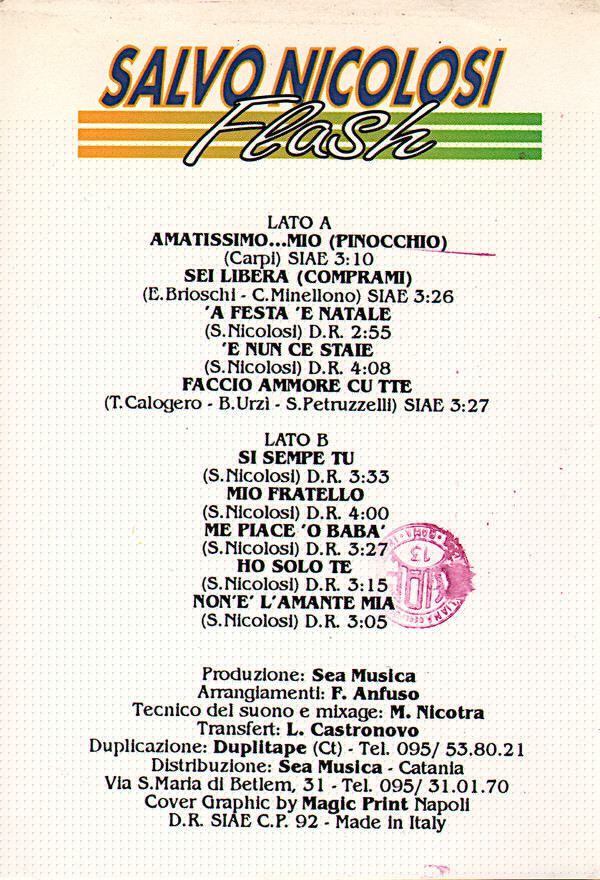 SALVO NICOLOSI
Flash
LATO A
AMATISSIMO...MIO (PINOCCHIO)
(Carpi) SIAE 3:10
SEI LIBERA (COMPRAMI)
(E.Brioschi - C.Minellono) SIAE 3:26
'A FESTA 'E NATALE
(S.Nicolosi) D.R. 2:55
'E NUN CE STAIE
(S.Nicolosi) D.R. 4:08
FACCIO AMMORE CU TTE
(T.Calogero - B.Urzì - S.Petruzzelli) SIAE 3:27
LATO B
SI SEMPE TU
(S.Nicolosi) D.R. 3:33
MIO FRATELLO
(S.Nicolosi) D.R. 4:00
ME PIACE 'O BABA'
(S.Nicolosi) D.R. 3:27
HO SOLO TE
(S.Nicolosi) D.R. 3:15
NON'E' L'AMANTE MIA
(S.Nicolosi) D.R. 3:05
13
Produzione: Sea Musica
Arrangiamenti: F. Anfuso
Tecnico del suono e mixage: M. Nicotra
Transfert: L. Castronovo
Duplicazione: Duplitape (Ct) - Tel. 095/ 53.80.21
Distribuzione: Sea Musica - Catania
Via S.Maria di Betlem, 31 - Tel. 095/ 31.01.70
Cover Graphic by Magic Print Napoli
D.R. SIAE C.P. 92 - Made in Italy